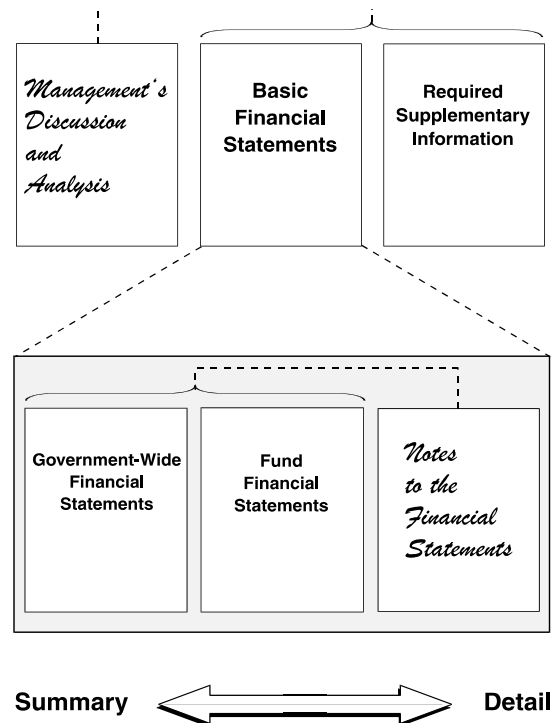 Management's
Discussion
and
Analysis
Basic
Financial
Statements
Required
Supplementary
Information
Government-Wide
Financial
Statements
Fund
Financial
Statements
Notes
to the
Financial
Statements
Summary
Detail